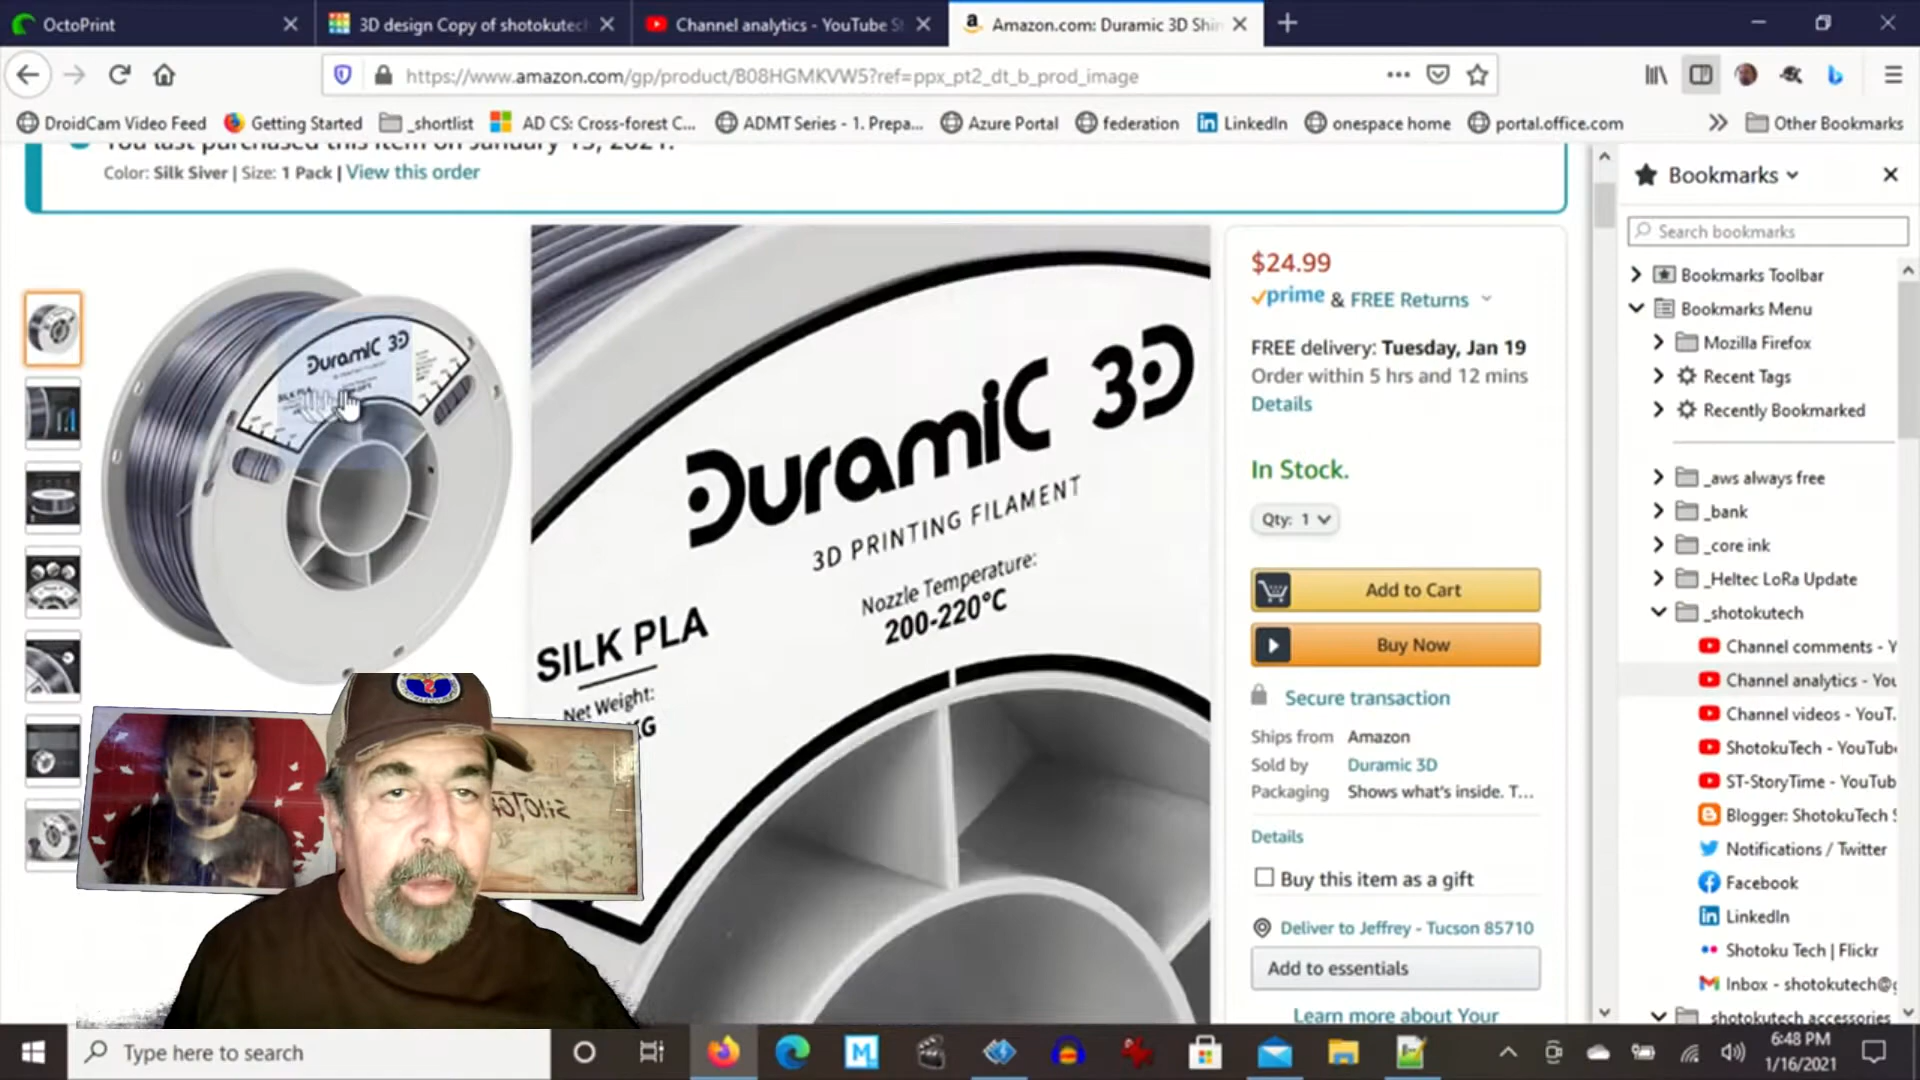 OctoPrint
3D design Copy of shotokutech
Channel analytics - YouTube S
Amazon.com: Duramic 3D Shin
https://www.amazon.com/gp/product/B08HGMKVW5?ref=ppx_pt2_dt_b_prod_image
DroidCam Video Feed
Getting Started
_shortlist
AD CS: Cross-forest C...
ADMT Series - 1. Prepa...
Azure Portal
federation
LinkedIn
onespace home
portal.office.com
Other Bookmarks
You last purchased this item on January 15, 2021.
Color: Silk Siver | Size: 1 Pack | View this order
DuramiC 3D
3D PRINTING FILAMENT
SILK PLA
DuramiC 3D
3D PRINTING FILAMENT
Nozzle Temperature:
200-220°C
SILK PLA
Net Weight:
KG
$24.99
prime & FREE Returns
FREE delivery: Tuesday, Jan 19
Order within 5 hrs and 12 mins
Details
In Stock.
Qty: 1
Add to Cart
Buy Now
Secure transaction
Ships from Amazon
Sold by Duramic 3D
Packaging Shows what's inside. T...
Details
Buy this item as a gift
Deliver to Jeffrey - Tucson 85710
Add to essentials
Learn more about Your
Bookmarks
Search bookmarks
Bookmarks Toolbar
Bookmarks Menu
Mozilla Firefox
Recent Tags
Recently Bookmarked
_aws always free
_bank
_core ink
_Heltec LoRa Update
_shotokutech
Channel comments - Y
Channel analytics - You
Channel videos - YouT.
ShotokuTech - YouTube
ST-StoryTime - YouTub
Blogger: ShotokuTech S
Notifications / Twitter
Facebook
LinkedIn
Shotoku Tech | Flickr
Inbox - shotokutech@g
shotokutech accessories
Type here to search
6:48 PM
1/16/2021